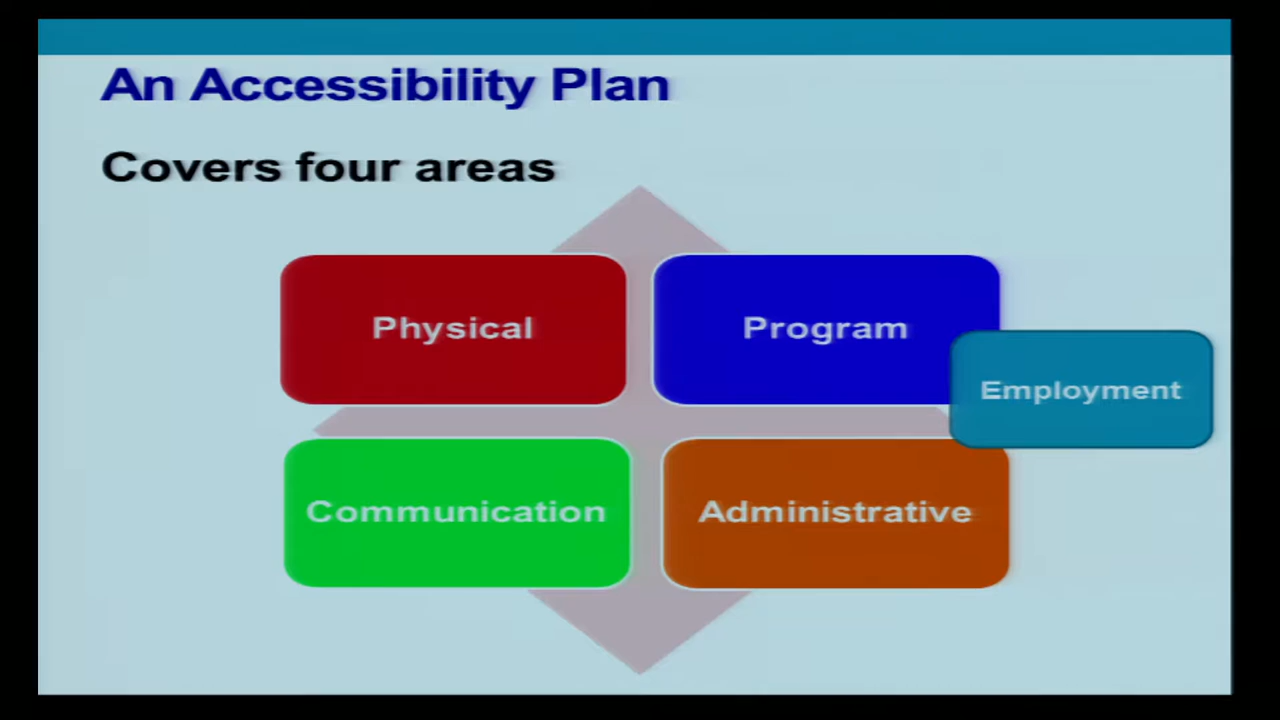 An Accessibility Plan
Covers four areas
Physical
Program
Employment
Communication
Administrative